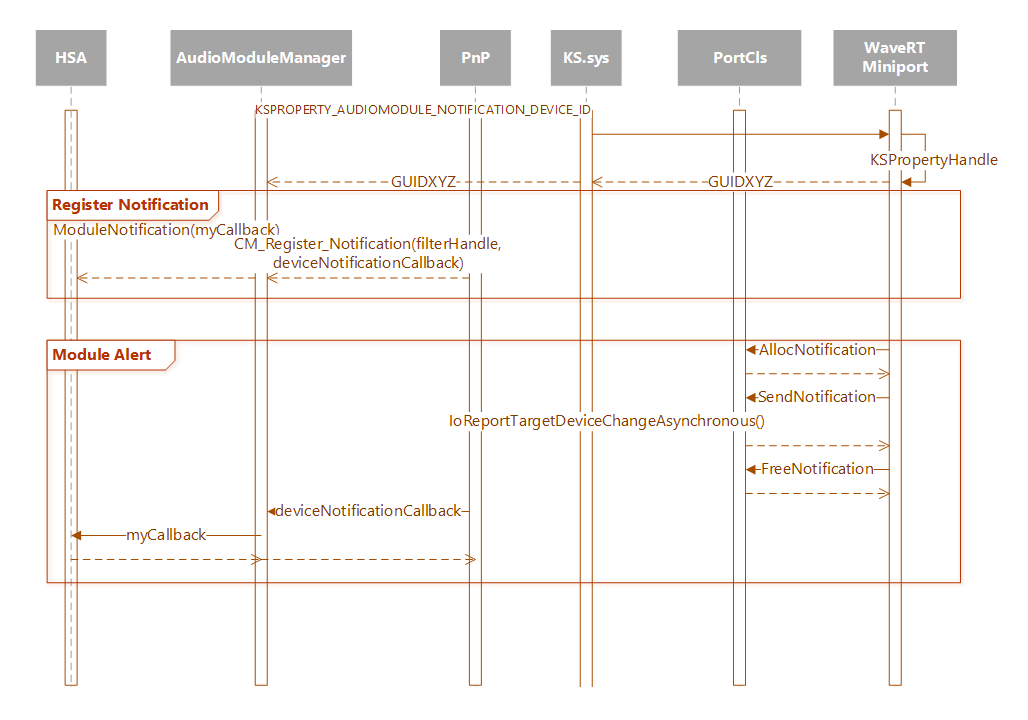 HSA
AudioModuleManager
PnP
KS.sys
PortCls
WaveRT
Miniport
KSPROPERTY_AUDIOMODULE_NOTIFICATION_DEVICE_ID
KSPropertyHandle
GUIDXYZ
GUIDXYZ
Register Notification
ModuleNotification(myCallback)
CM_Register_Notification(filterHandle,
deviceNotificationCallback)
Module Alert
AllocNotification
SendNotification
IoReportTargetDeviceChangeAsynchronous()
FreeNotification
deviceNotificationCallback
myCallback